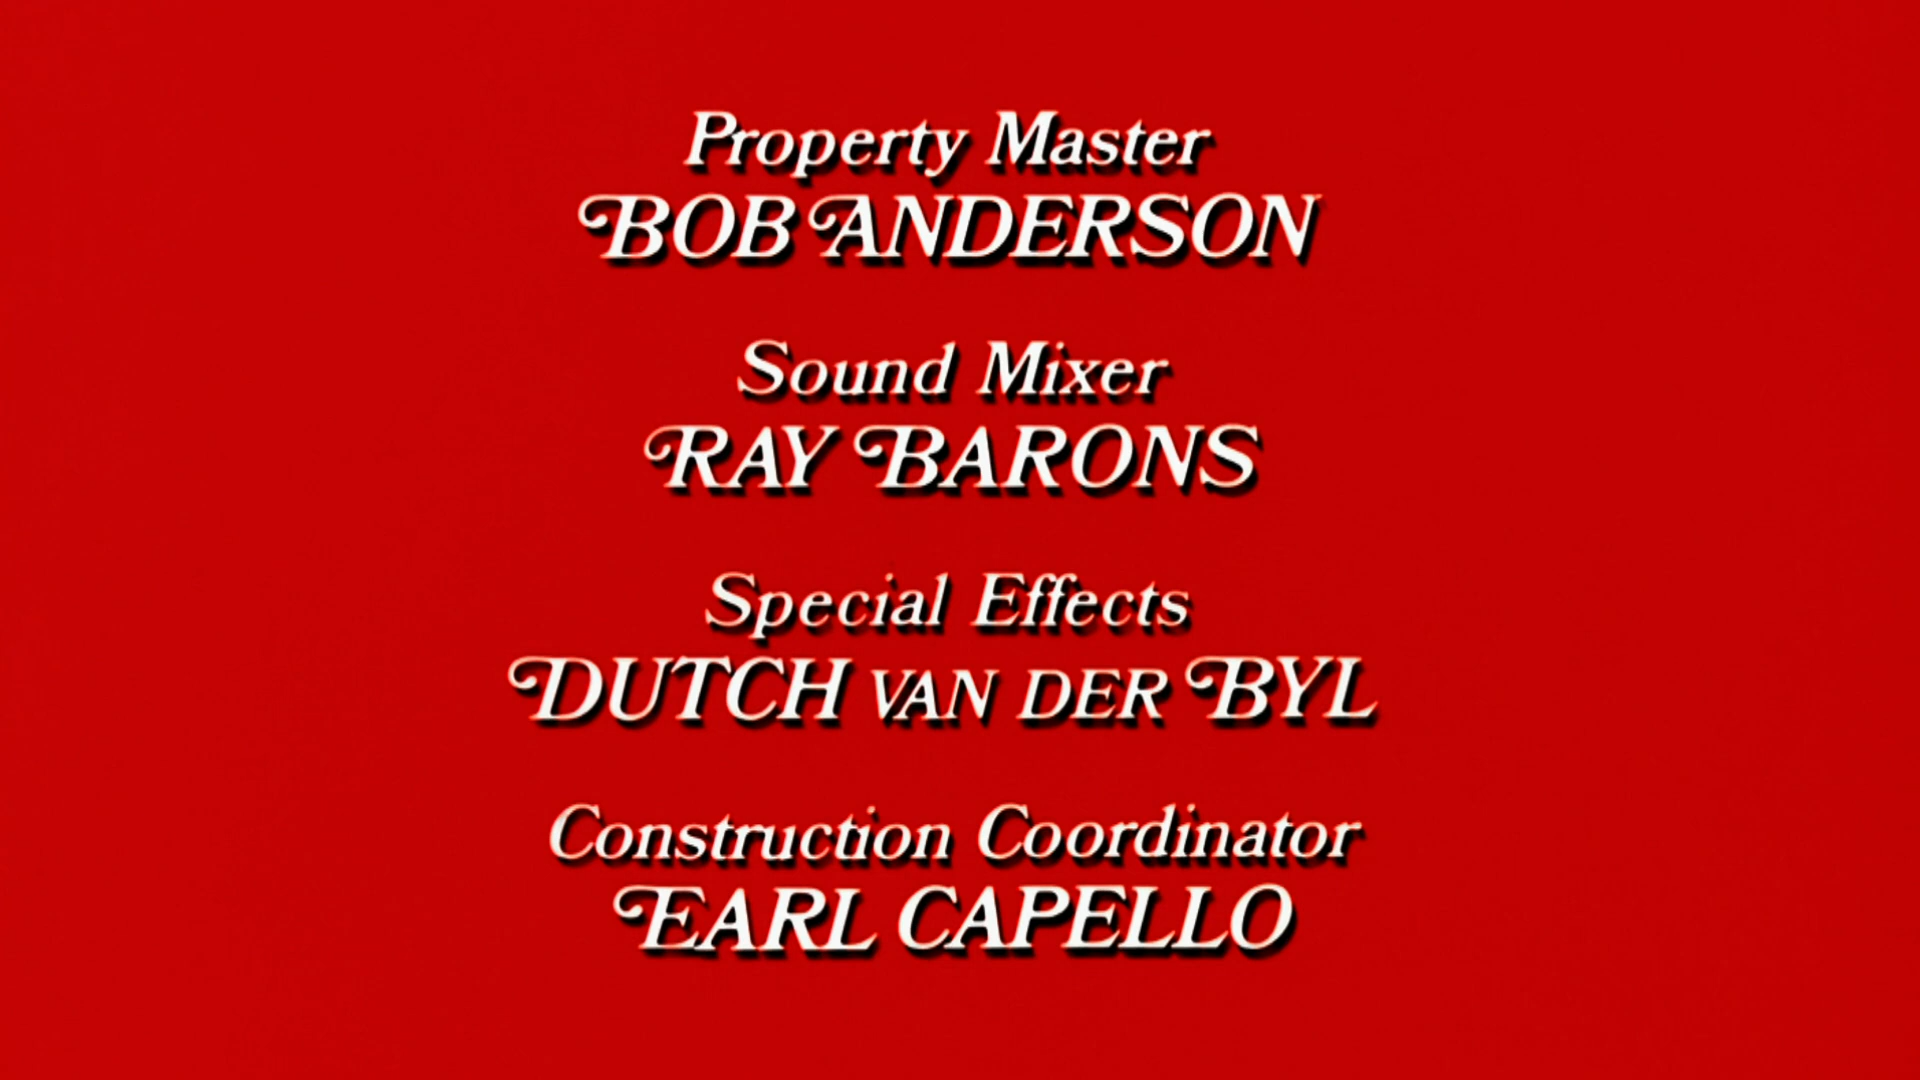 Property Master
BOB ANDERSON
Sound Mixer
RAY BARONS
Special Effects
DUTCH VAN DER BYL
Construction Coordinator
EARL CAPELLO